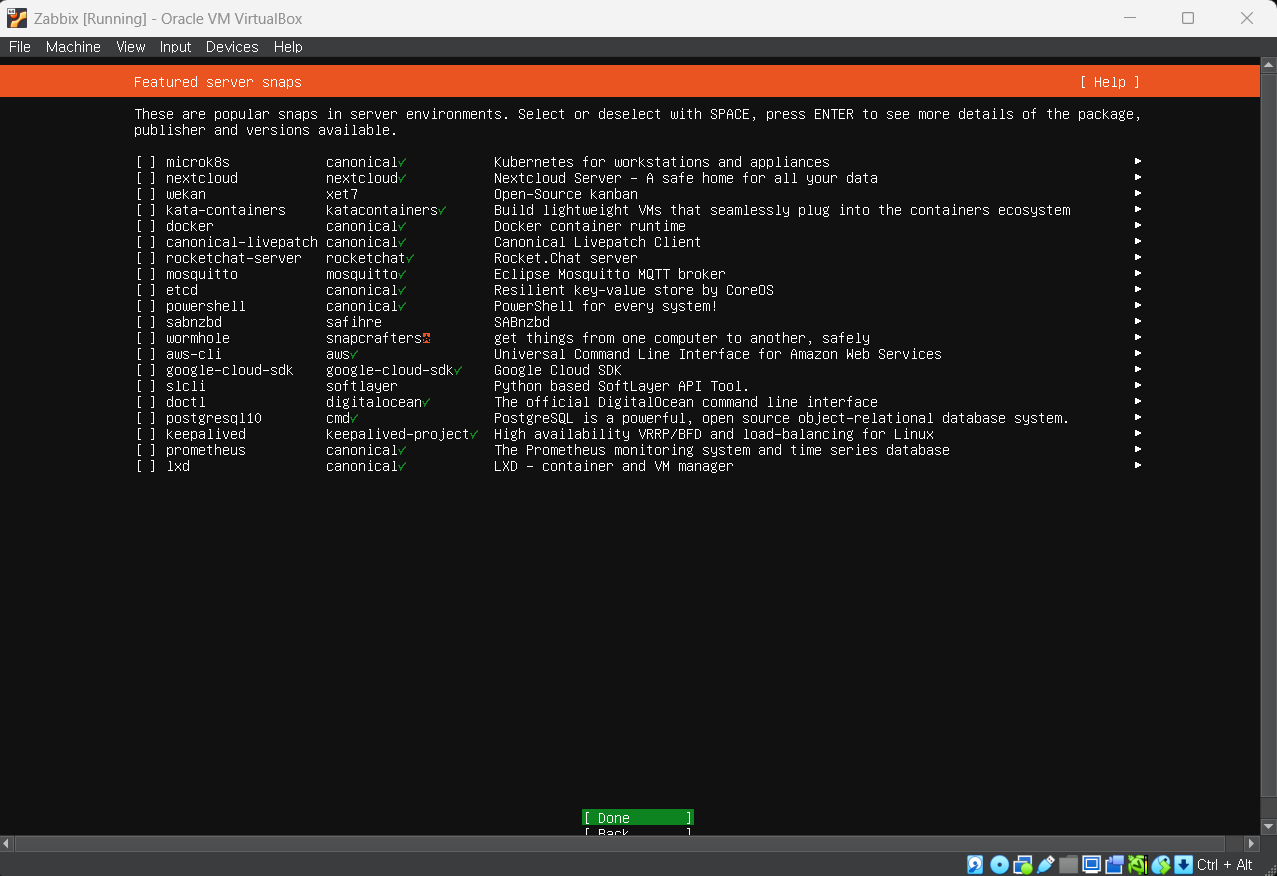 Zabbix [Running] - Oracle VM VirtualBox
File Machine View Input Devices Help
Featured server snaps [ Help ]
These are popular snaps in server environments. Select or deselect with SPACE, press ENTER to see more details of the package,
publisher and versions available.
[ ] microk8s canonical✓ Kubernetes for workstations and appliances ▸
[ ] nextcloud nextcloud✓ Nextcloud Server - A safe home for all your data ▸
[ ] wekan xet7 Open-Source kanban ▸
[ ] kata-containers katacontainers✓ Build lightweight VMs that seamlessly plug into the containers ecosystem ▸
[ ] docker canonical✓ Docker container runtime ▸
[ ] canonical-livepatch canonical✓ Canonical Livepatch Client ▸
[ ] rocketchat-server rocketchat✓ Rocket.Chat server ▸
[ ] mosquitto mosquitto✓ Eclipse Mosquitto MQTT broker ▸
[ ] etcd canonical✓ Resilient key-value store by CoreOS ▸
[ ] powershell canonical✓ PowerShell for every system! ▸
[ ] sabnzbd safihre SABnzbd ▸
[ ] wormhole snapcrafters get things from one computer to another, safely ▸
[ ] aws-cli aws✓ Universal Command Line Interface for Amazon Web Services ▸
[ ] google-cloud-sdk google-cloud-sdk✓ Google Cloud SDK ▸
[ ] slcli softlayer Python based SoftLayer API Tool. ▸
[ ] doctl digitalocean✓ The official DigitalOcean command line interface ▸
[ ] postgresql10 cmd✓ PostgreSQL is a powerful, open source object-relational database system. ▸
[ ] keepalived keepalived-project✓ High availability VRRP/BFD and load-balancing for Linux ▸
[ ] prometheus canonical✓ The Prometheus monitoring system and time series database ▸
[ ] lxd canonical✓ LXD - container and VM manager ▸
[ Done ]
[ Back ]
Ctrl + Alt